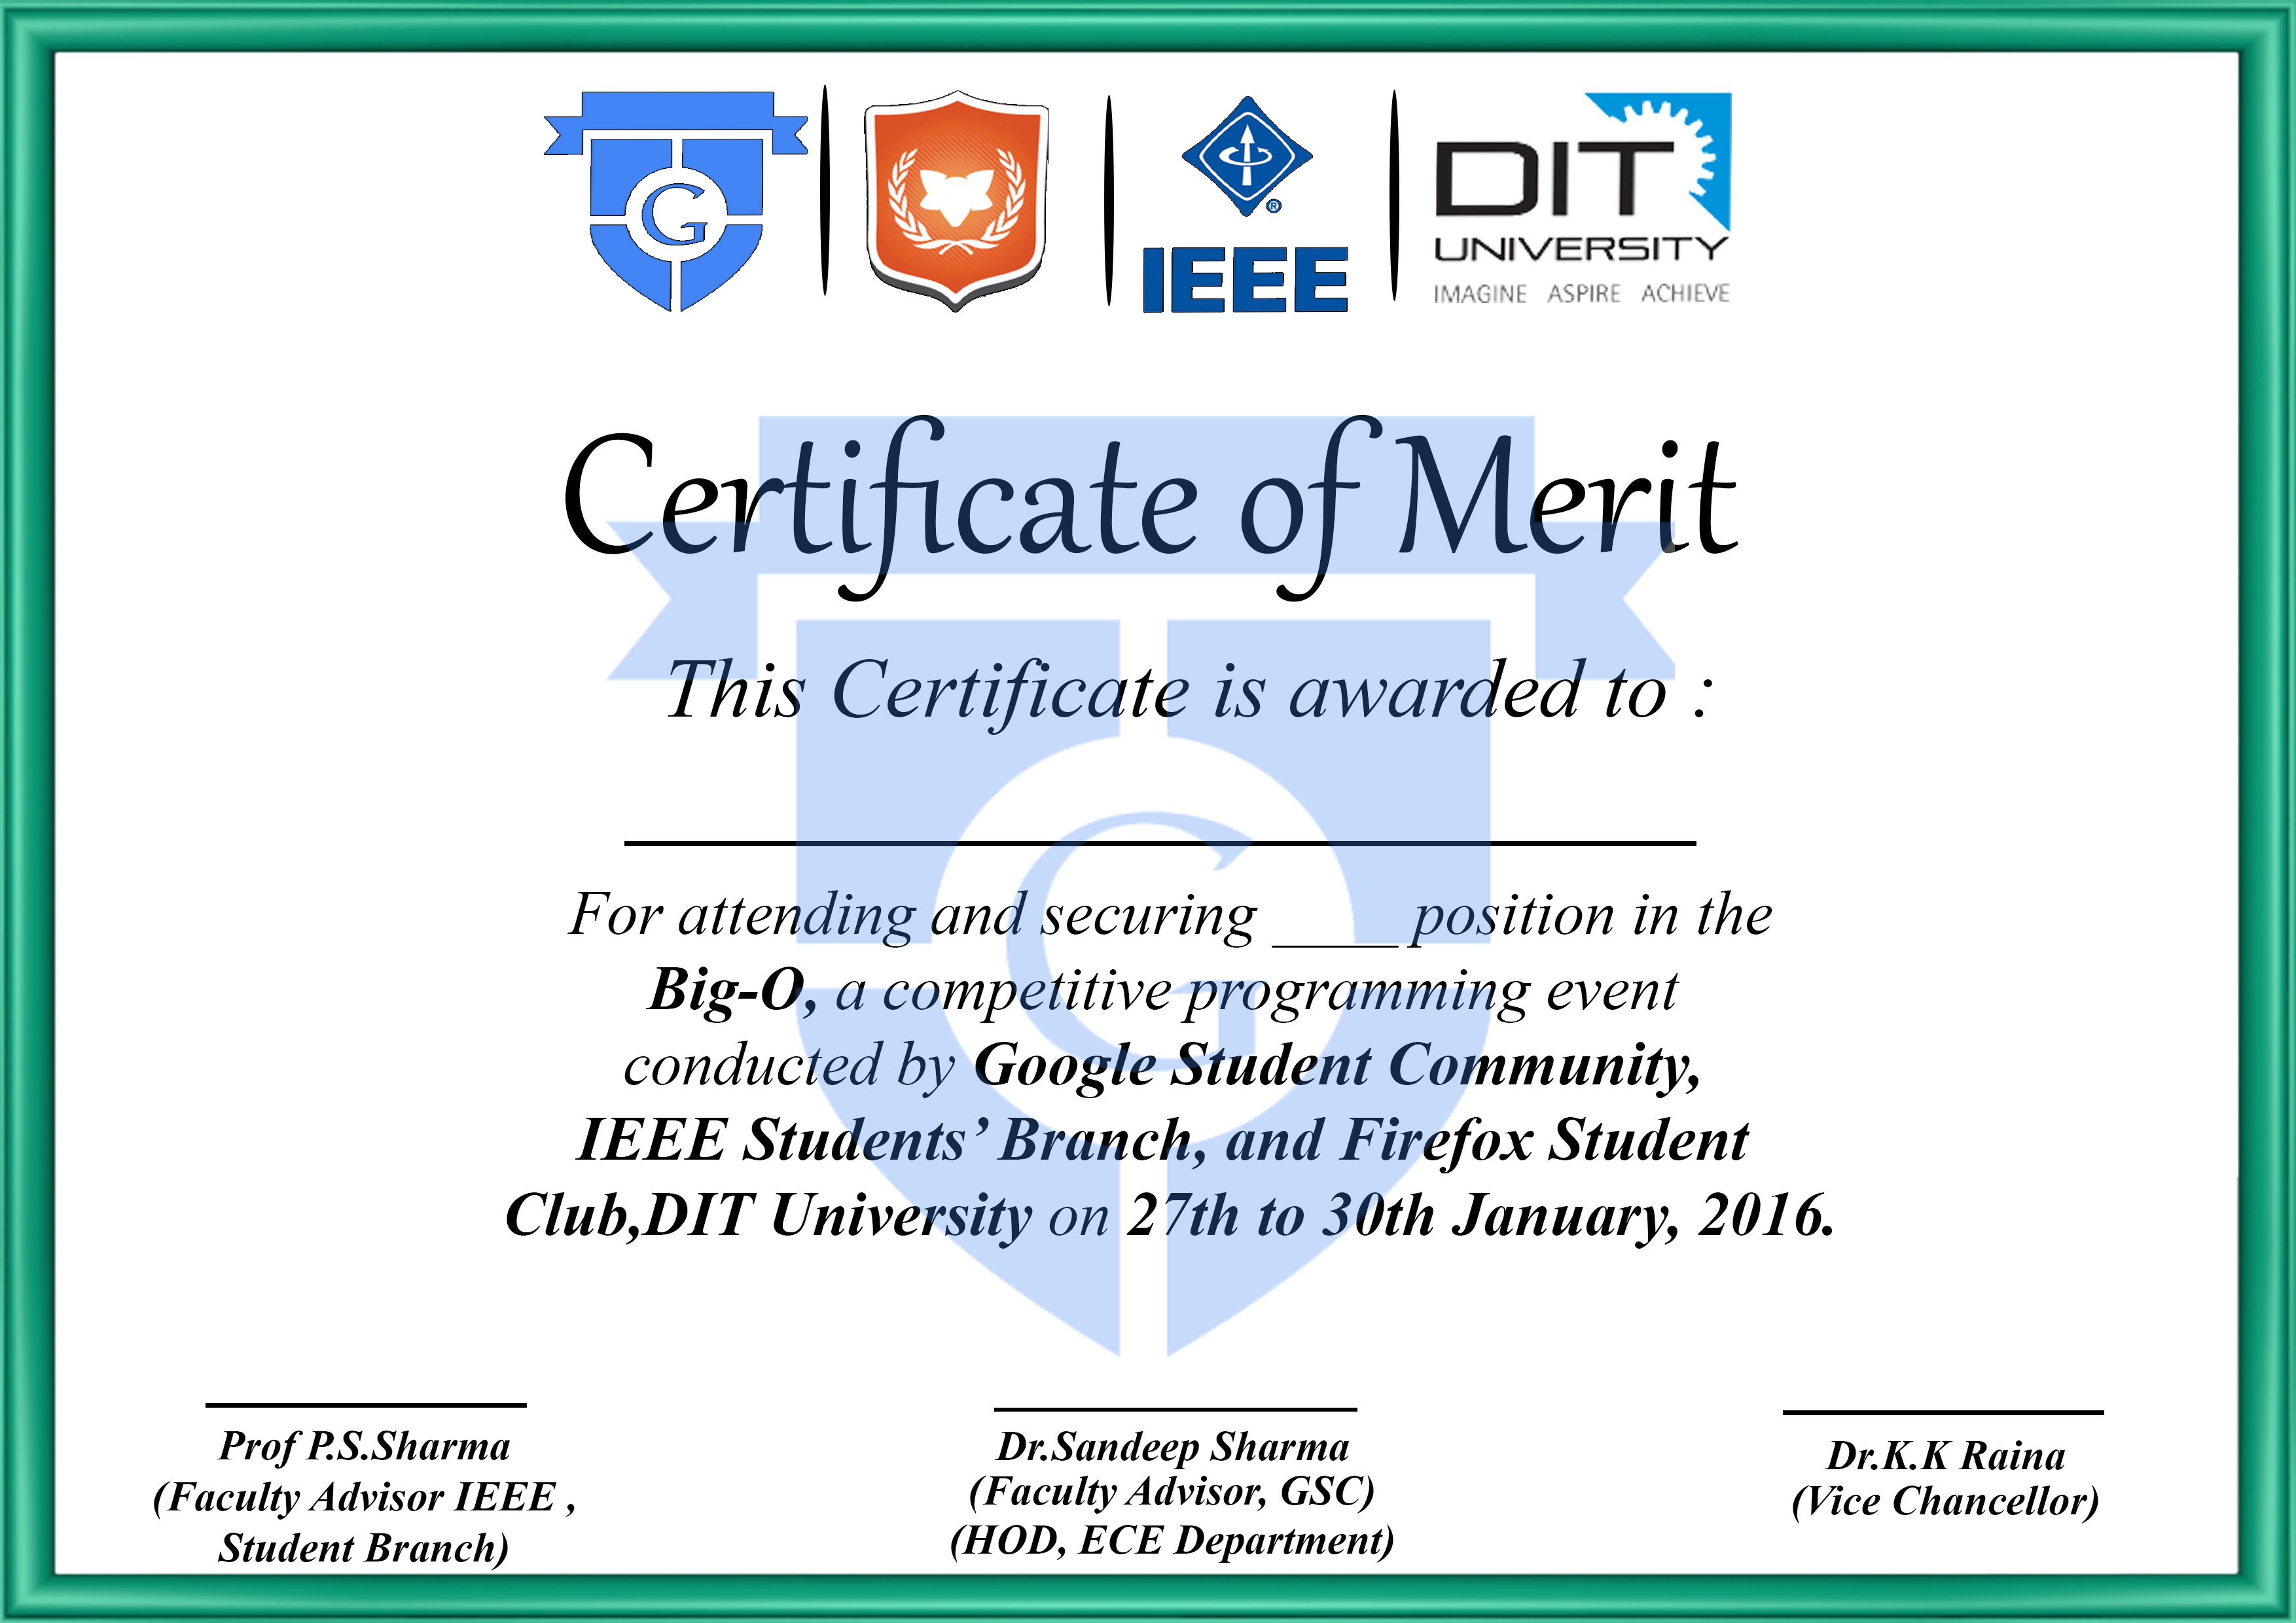 G
IEEE
®
DIT
UNIVERSITY
IMAGINE ASPIRE ACHIEVE
Certificate of Merit
This Certificate is awarded to :
For attending and securing ____ position in the
Big-O, a competitive programming event
conducted by Google Student Community,
IEEE Students’ Branch, and Firefox Student
Club,DIT University on 27th to 30th January, 2016.
Prof P.S.Sharma
(Faculty Advisor IEEE ,
Student Branch)
Dr.Sandeep Sharma
(Faculty Advisor, GSC)
(HOD, ECE Department)
Dr.K.K Raina
(Vice Chancellor)